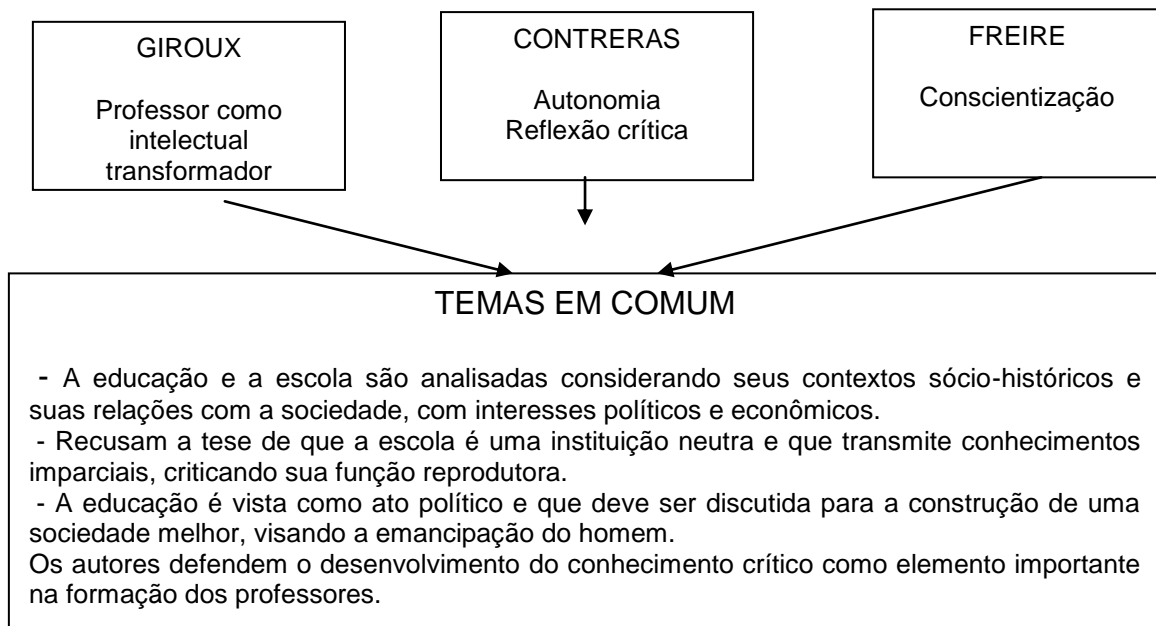 GIROUX
Professor como
intelectual
transformador
CONTRERAS
Autonomia
Reflexão crítica
FREIRE
Conscientização
TEMAS EM COMUM
- A educação e a escola são analisadas considerando seus contextos sócio-históricos e
suas relações com a sociedade, com interesses políticos e econômicos.
- Recusam a tese de que a escola é uma instituição neutra e que transmite conhecimentos
imparciais, criticando sua função reprodutora.
- A educação é vista como ato político e que deve ser discutida para a construção de uma
sociedade melhor, visando a emancipação do homem.
Os autores defendem o desenvolvimento do conhecimento crítico como elemento importante
na formação dos professores.